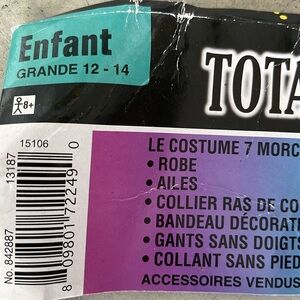 Enfant
GRANDE 12 - 14
8+
TOTA
15106
13187
No. 842887
8 09801 72249 0
LE COSTUME 7 MORC
• ROBE
• AILES
• COLLIER RAS DE CO
• BANDEAU DÉCORATI
• GANTS SANS DOIGTS
• COLLANT SANS PIED
ACCESSOIRES VENDUS